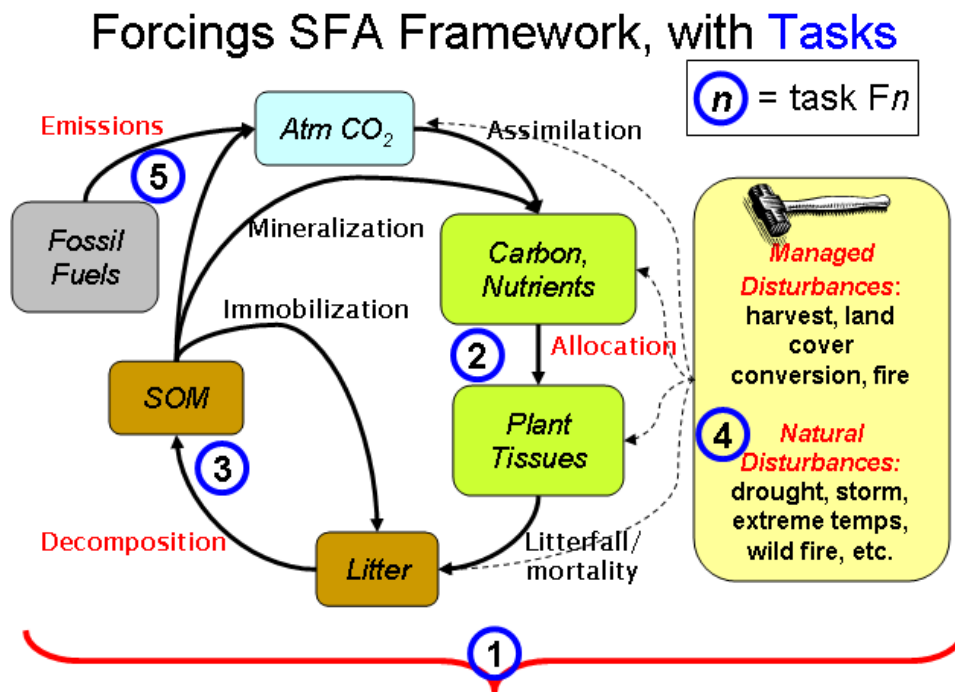 Forcings SFA Framework, with Tasks
n = task Fn
Emissions
Atm CO₂
Assimilation
5
Fossil
Fuels
Mineralization
Carbon,
Nutrients
Managed
Disturbances:
harvest, land
cover
conversion, fire
Immobilization
2
Allocation
SOM
Plant
Tissues
4
Natural
Disturbances:
drought, storm,
extreme temps,
wild fire, etc.
3
Decomposition
Litter
Litterfall/
mortality
1